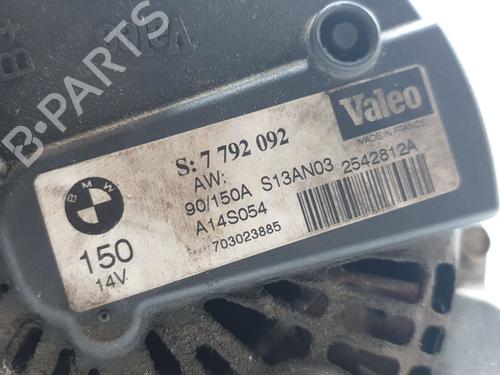 B-PARTS
Valeo
MADE IN FRANCE
S: 7 792 092
AW:
90/150A S13AN03 2542812A
A14S054
703023885
BMW
150
14V